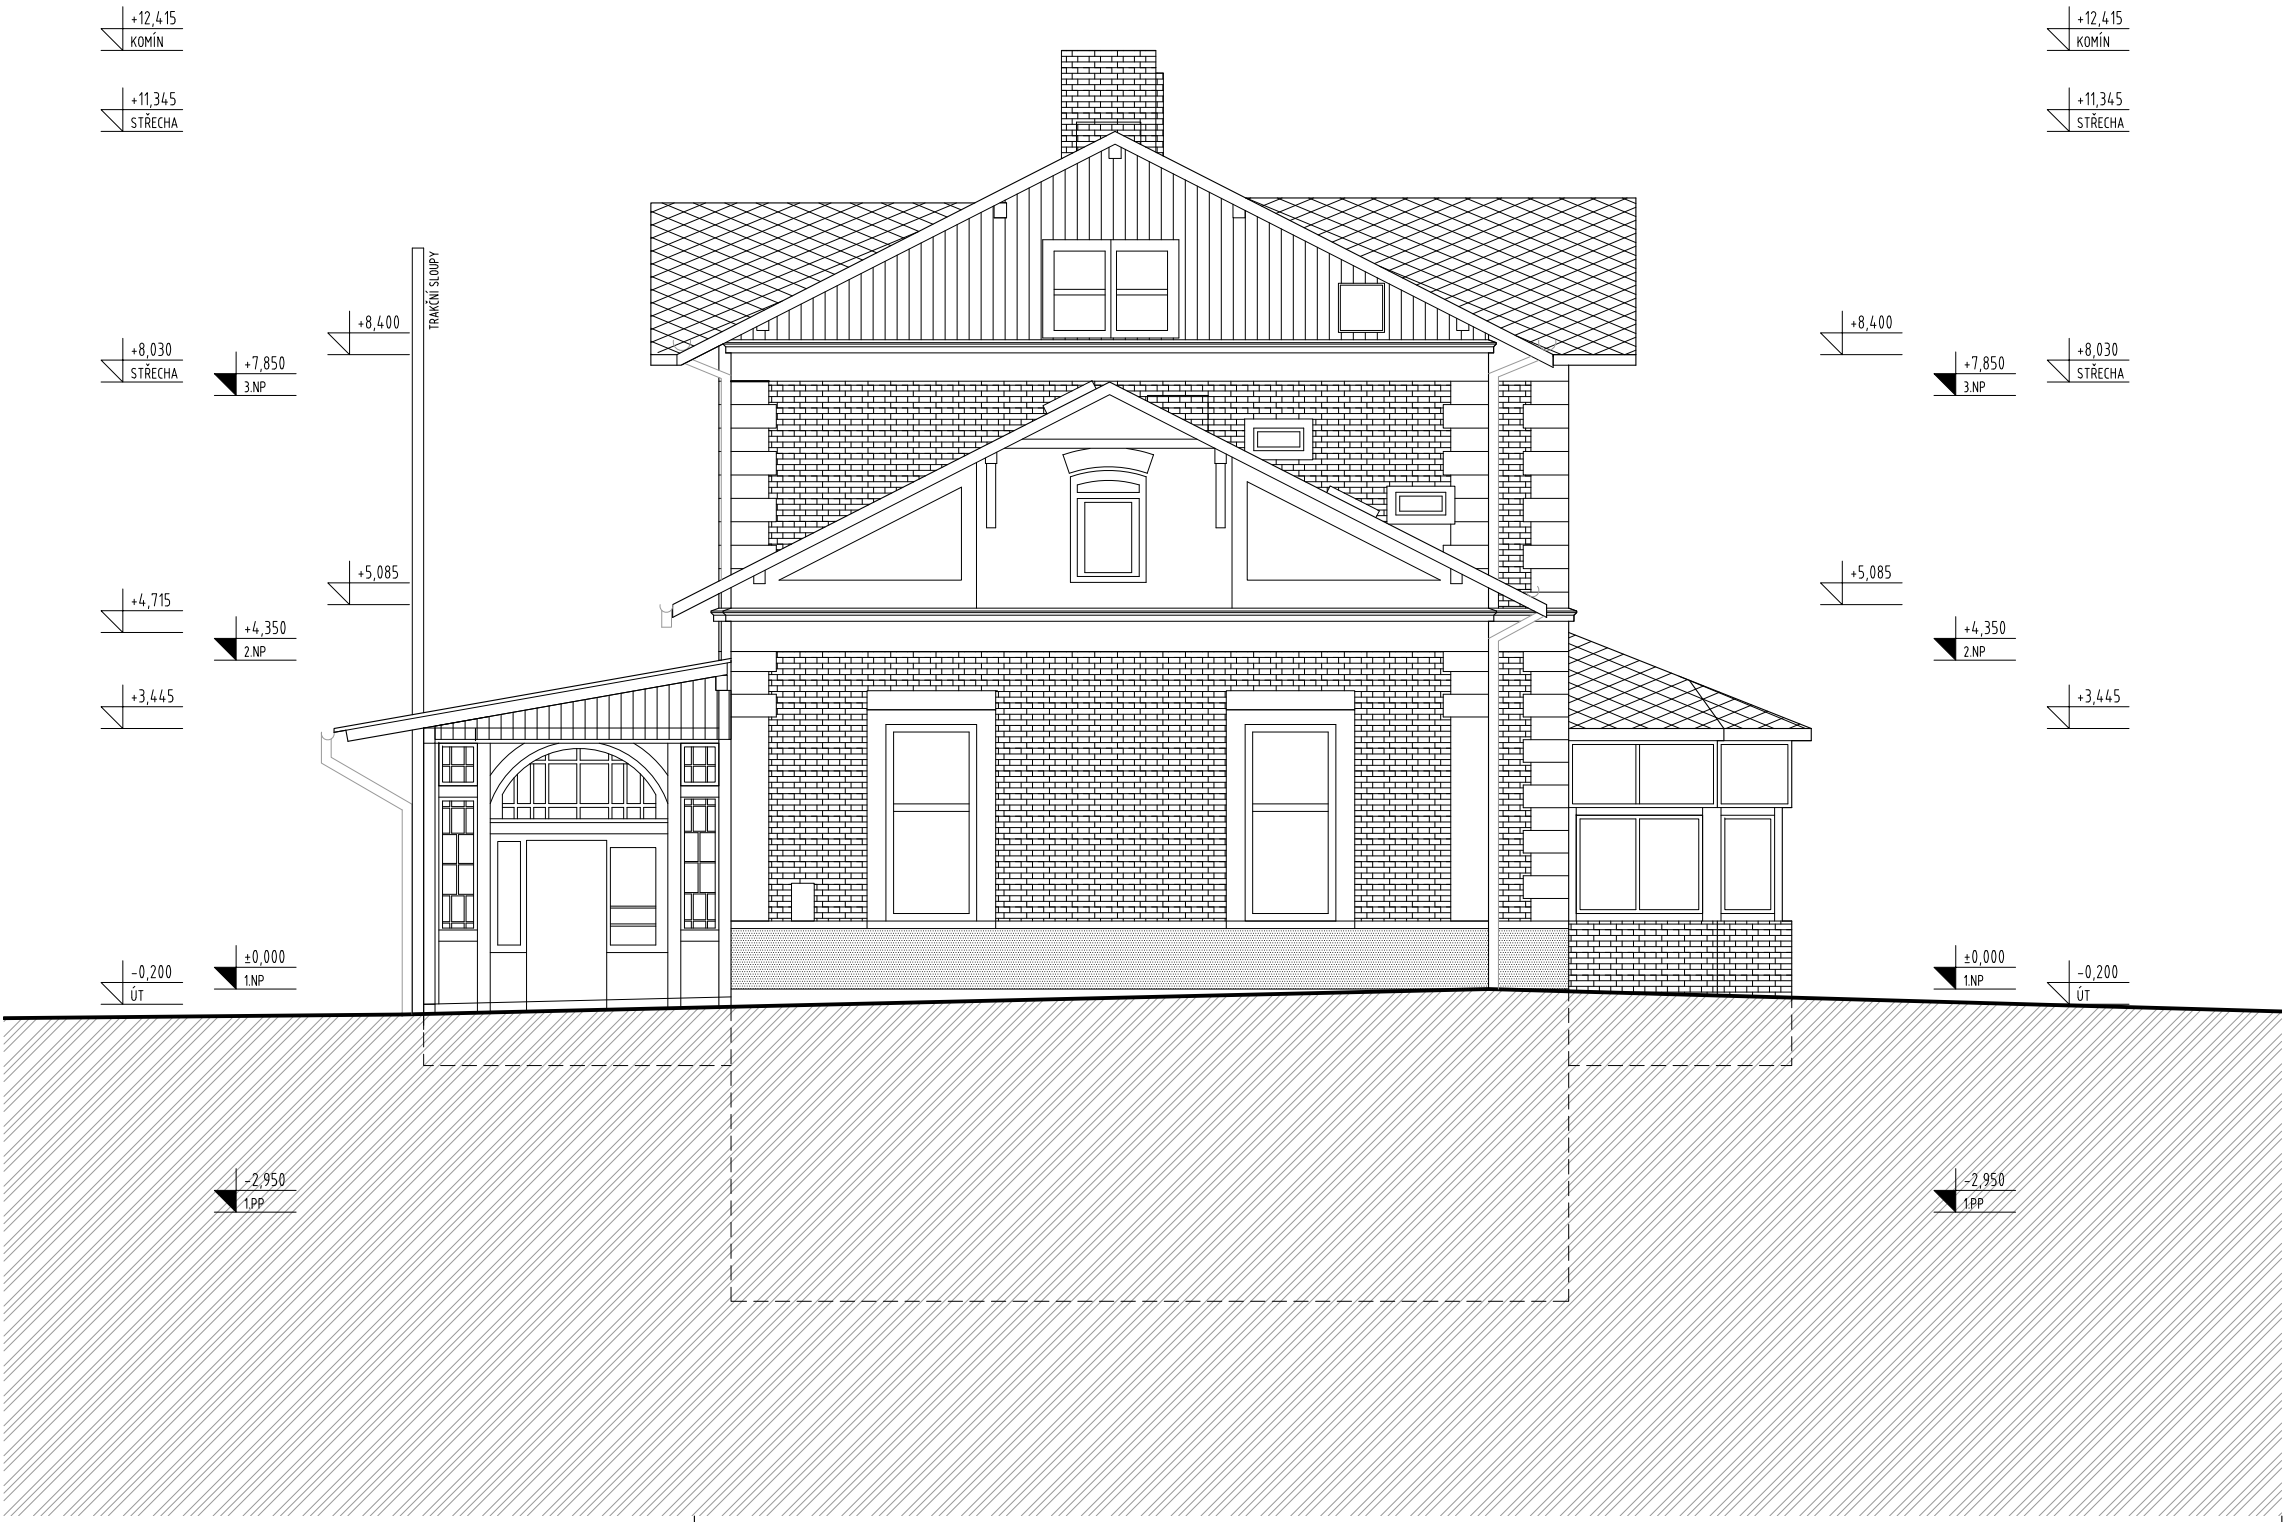 +12,415
KOMÍN
+12,415
KOMÍN
+11,345
STŘECHA
+11,345
STŘECHA
TRAKČNÍ SLOUPY
+8,400
+8,400
+8,030
STŘECHA
+7,850
3.NP
+7,850
3.NP
+8,030
STŘECHA
+5,085
+5,085
+4,715
+4,350
2.NP
+4,350
2.NP
+3,445
+3,445
±0,000
1.NP
±0,000
1.NP
-0,200
ÚT
-0,200
ÚT
-2,950
1.PP
-2,950
1.PP